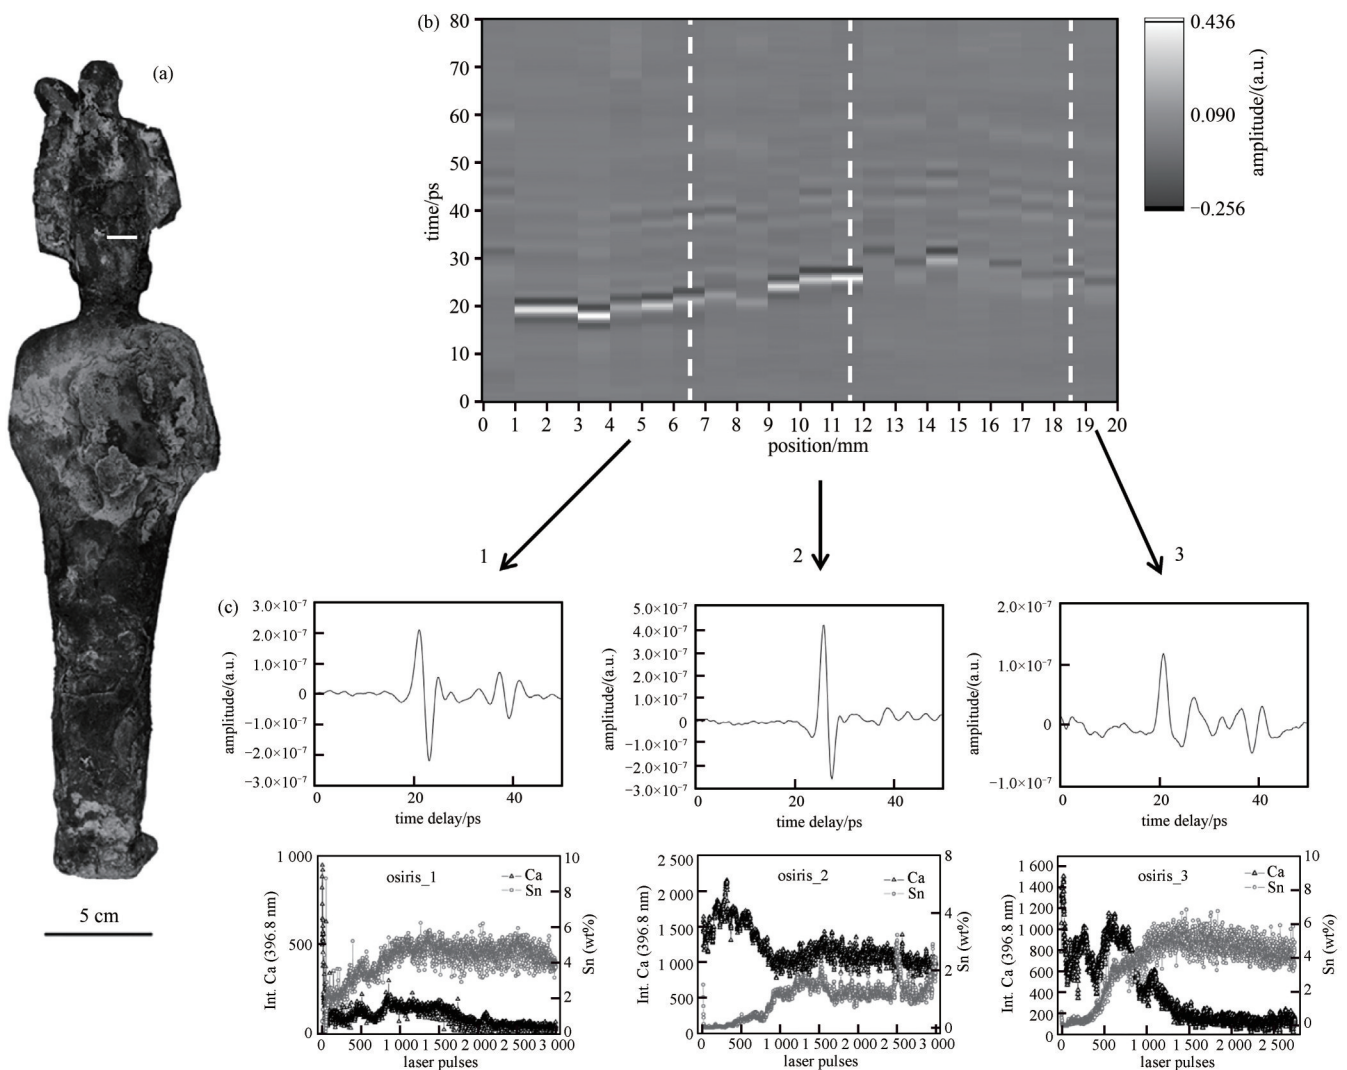 (a)
5 cm
(b)
80
70
60
50
40
30
20
10
0
time/ps
0 1 2 3 4 5 6 7 8 9 10 11 12 13 14 15 16 17 18 19 20
position/mm
0.436
0.090
−0.256
amplitude/(a.u.)
1
2
3
(c)
3.0×10⁻⁷
2.0×10⁻⁷
1.0×10⁻⁷
0
−1.0×10⁻⁷
−2.0×10⁻⁷
−3.0×10⁻⁷
amplitude/(a.u.)
0 20 40
time delay/ps
5.0×10⁻⁷
4.0×10⁻⁷
3.0×10⁻⁷
2.0×10⁻⁷
1.0×10⁻⁷
0
−1.0×10⁻⁷
−2.0×10⁻⁷
−3.0×10⁻⁷
amplitude/(a.u.)
0 20 40
time delay/ps
2.0×10⁻⁷
1.0×10⁻⁷
0
−1.0×10⁻⁷
amplitude/(a.u.)
0 20 40
time delay/ps
1 000
500
0
Int. Ca (396.8 nm)
osiris_1
Ca
Sn
10
8
6
4
2
0
Sn (wt%)
0 500 1 000 1 500 2 000 2 500 3 000
laser pulses
2 500
2 000
1 500
1 000
500
0
Int. Ca (396.8 nm)
osiris_2
Ca
Sn
8
4
2
0
Sn (wt%)
0 500 1 000 1 500 2 000 2 500 3 000
laser pulses
1 600
1 400
1 200
1 000
800
600
400
200
0
Int. Ca (396.8 nm)
osiris_3
Ca
Sn
10
8
6
4
2
0
Sn (wt%)
0 500 1 000 1 500 2 000 2 500
laser pulses